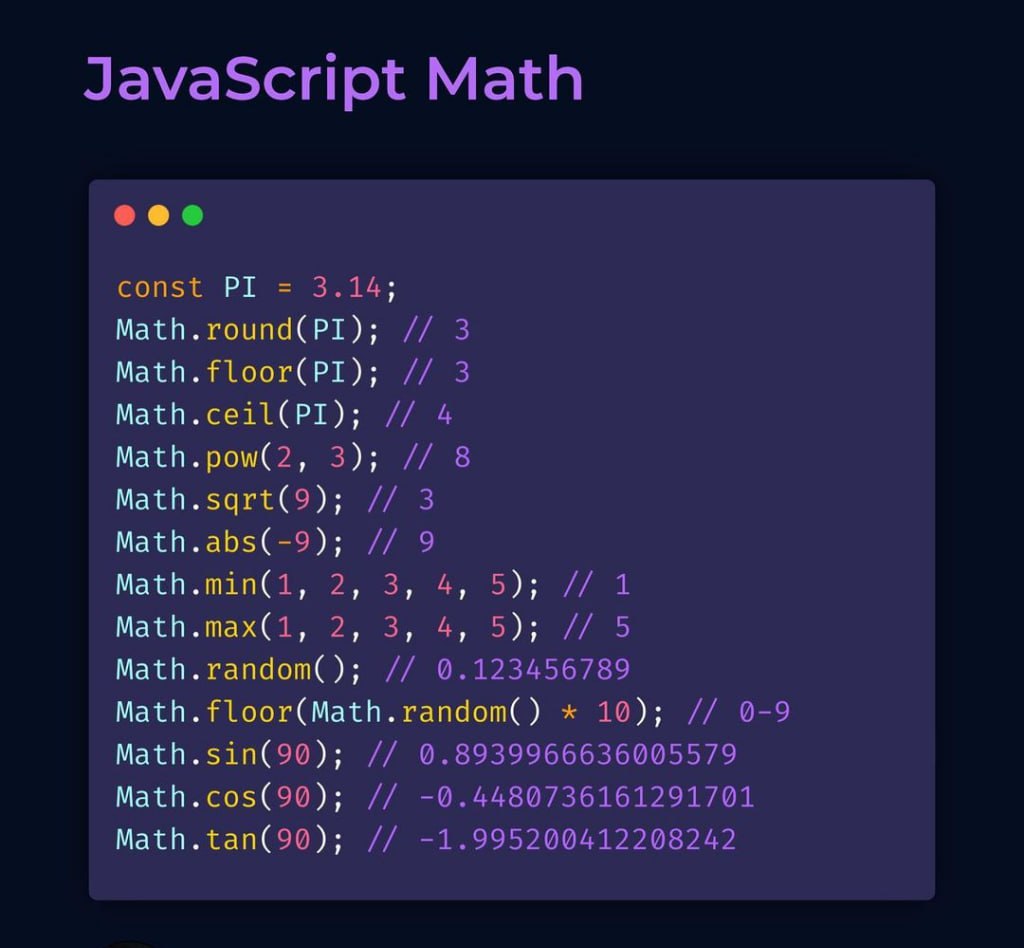 JavaScript Math
const PI = 3.14;
Math.round(PI); // 3
Math.floor(PI); // 3
Math.ceil(PI); // 4
Math.pow(2, 3); // 8
Math.sqrt(9); // 3
Math.abs(-9); // 9
Math.min(1, 2, 3, 4, 5); // 1
Math.max(1, 2, 3, 4, 5); // 5
Math.random(); // 0.123456789
Math.floor(Math.random() * 10); // 0-9
Math.sin(90); // 0.8939966636005579
Math.cos(90); // -0.4480736161291701
Math.tan(90); // -1.995200412208242